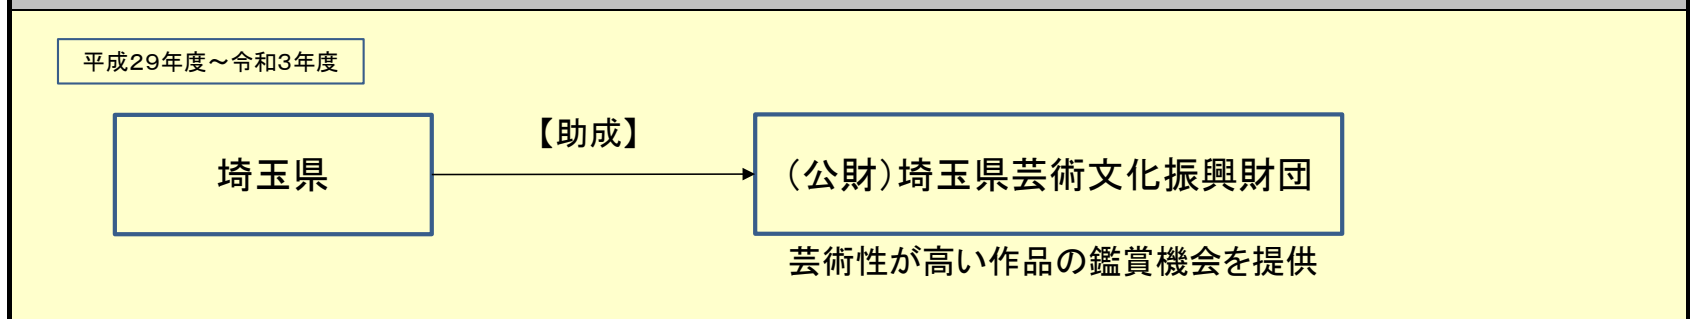 平成29年度～令和3年度
【助成】
埼玉県
（公財）埼玉県芸術文化振興財団
芸術性が高い作品の鑑賞機会を提供